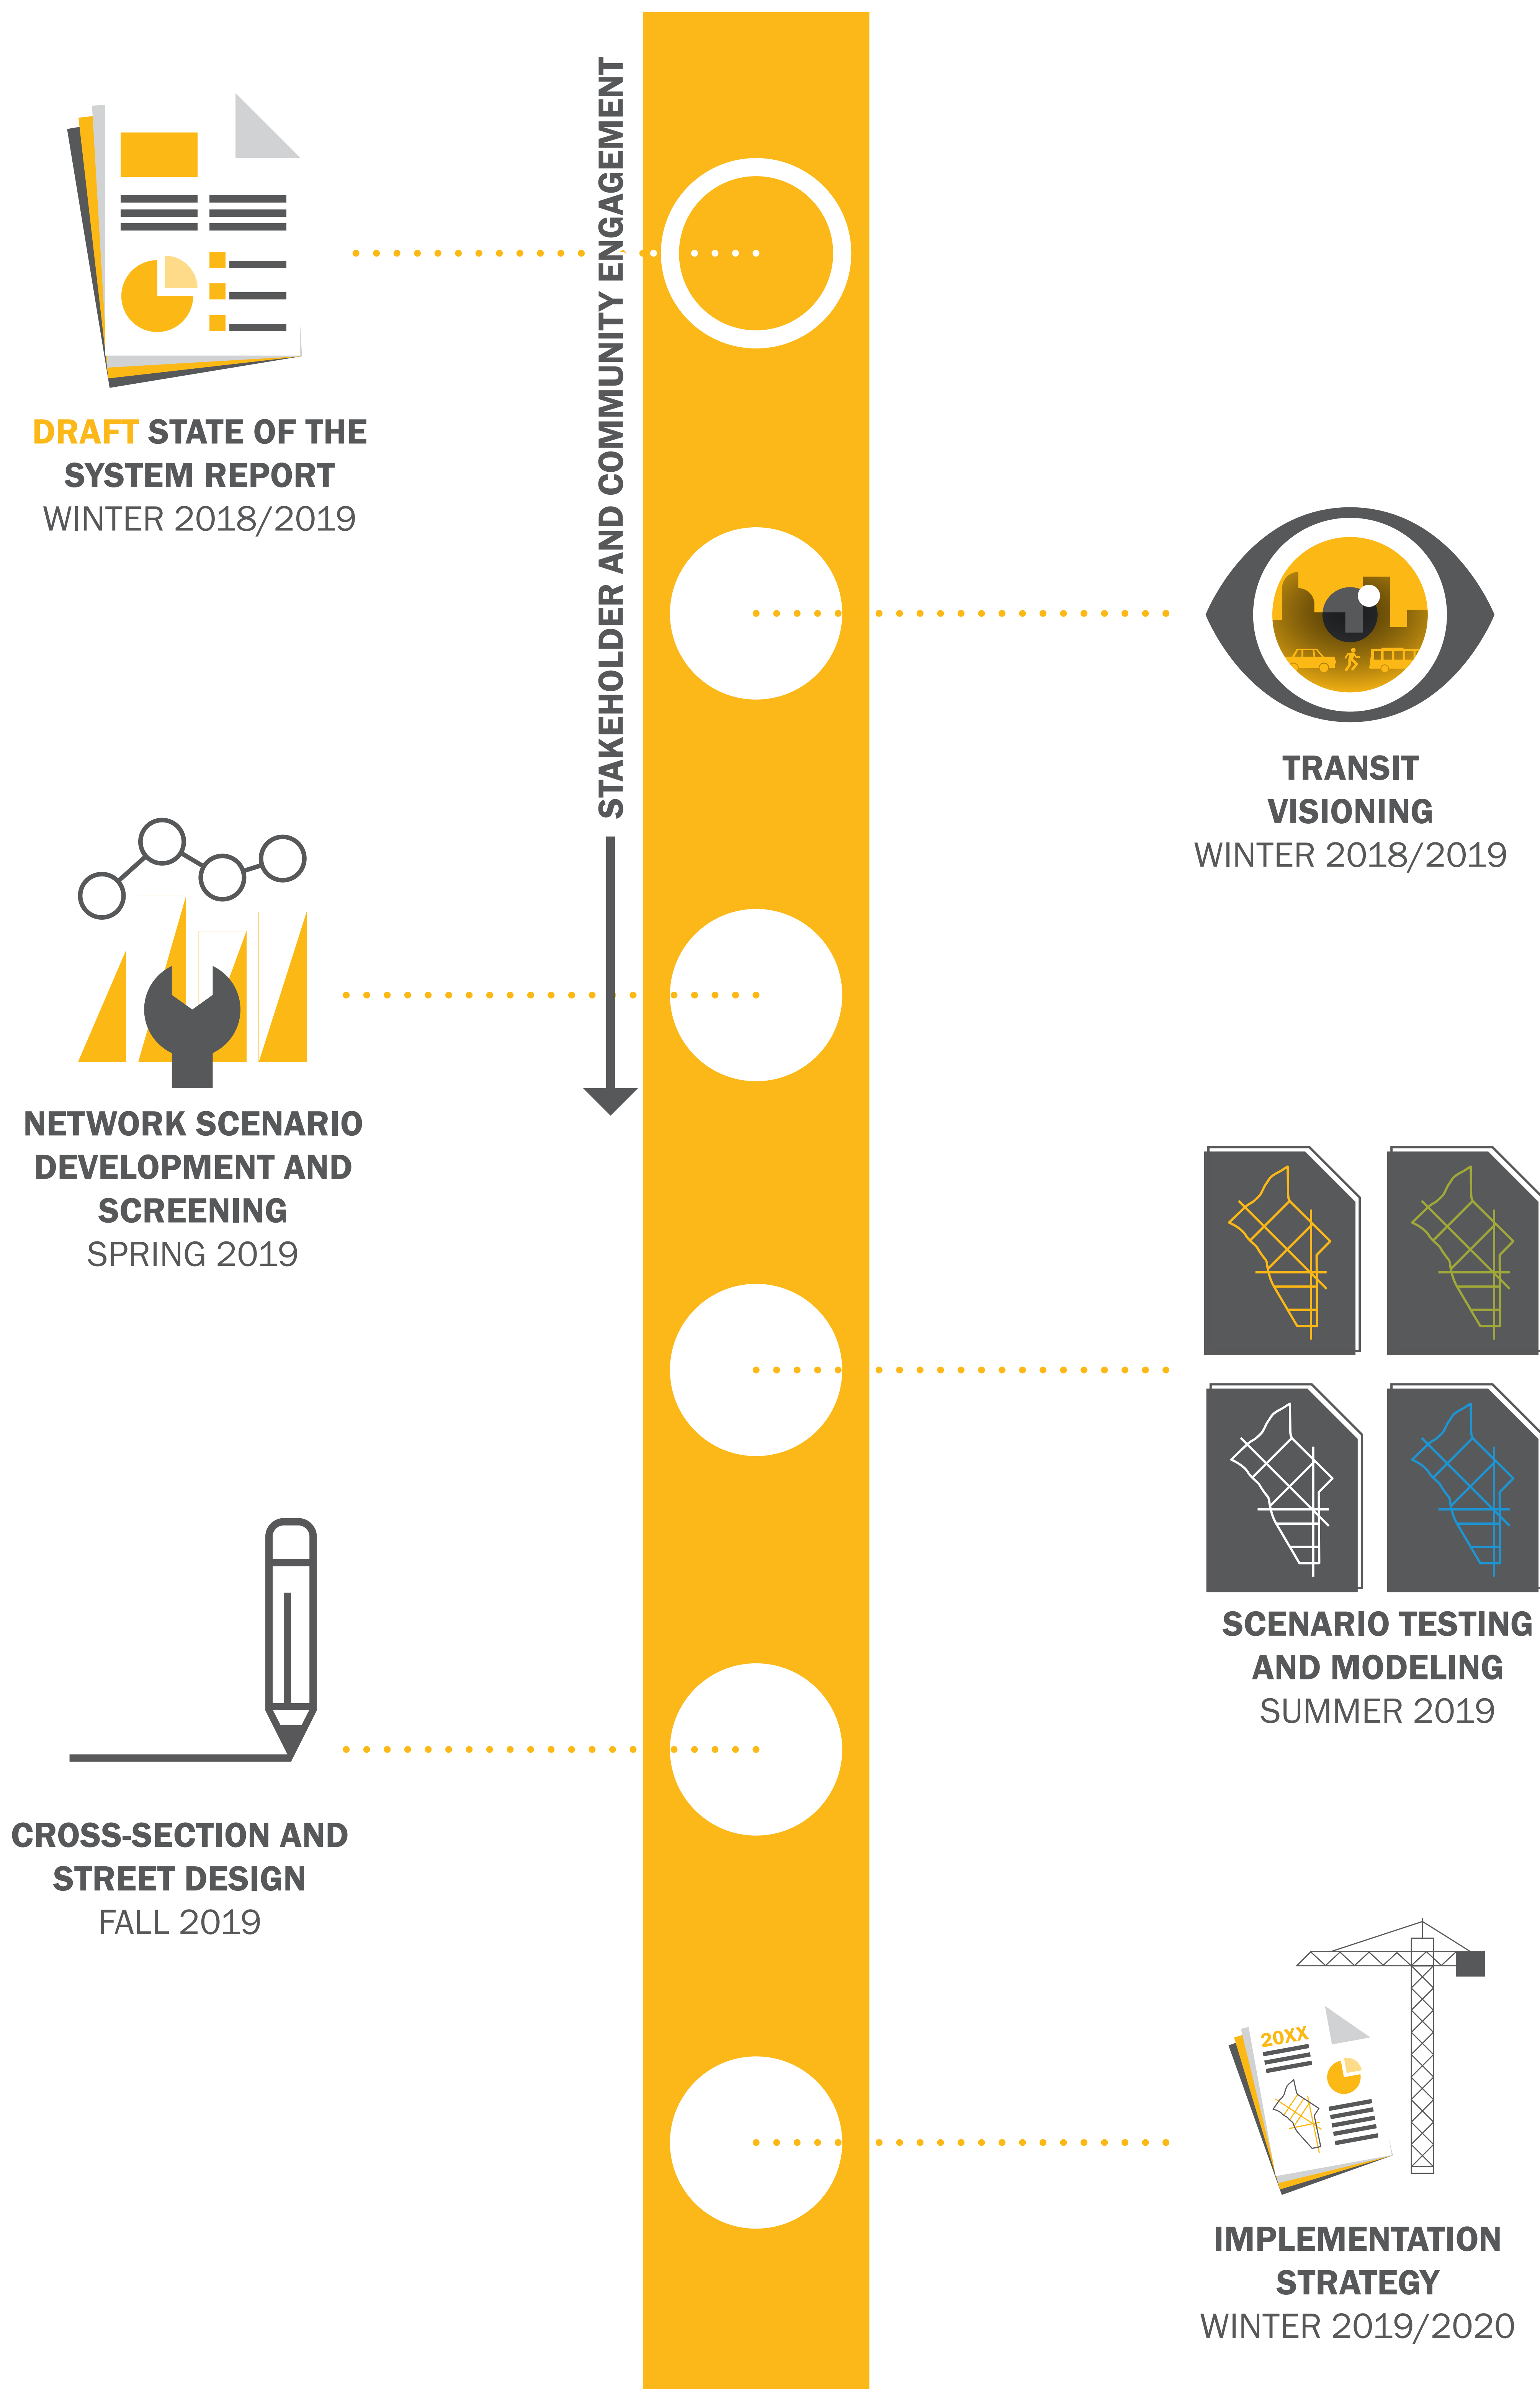 STAKEHOLDER AND COMMUNITY ENGAGEMENT
DRAFT STATE OF THE
SYSTEM REPORT
WINTER 2018/2019
TRANSIT
VISIONING
WINTER 2018/2019
NETWORK SCENARIO
DEVELOPMENT AND
SCREENING
SPRING 2019
SCENARIO TESTING
AND MODELING
SUMMER 2019
CROSS-SECTION AND
STREET DESIGN
FALL 2019
20XX
IMPLEMENTATION
STRATEGY
WINTER 2019/2020